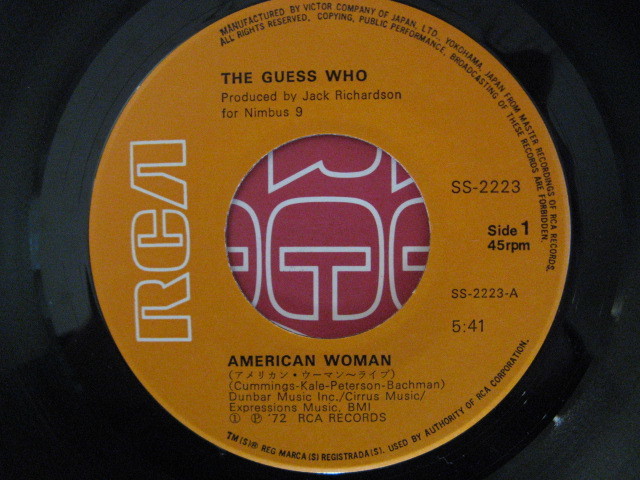 MANUFACTURED BY VICTOR COMPANY OF JAPAN, LTD., YOKOHAMA, JAPAN FROM MASTER RECORDINGS OF RCA RECORDS.
ALL RIGHTS RESERVED. COPYING, PUBLIC PERFORMANCE, BROADCASTING OF THESE RECORDS ARE FORBIDDEN.
THE GUESS WHO
Produced by Jack Richardson
for Nimbus 9
RCA
SS-2223
Side 1
45rpm
SS-2223-A
5:41
AMERICAN WOMAN
(アメリカン・ウーマン〜ライブ)
(Cummings-Kale-Peterson-Bachman)
Dunbar Music Inc./Cirrus Music/
Expressions Music, BMI
① Ⓟ '72 RCA RECORDS
TM(S)® REG MARCA(S) REGISTRADA(S). USED BY AUTHORITY OF RCA CORPORATION.